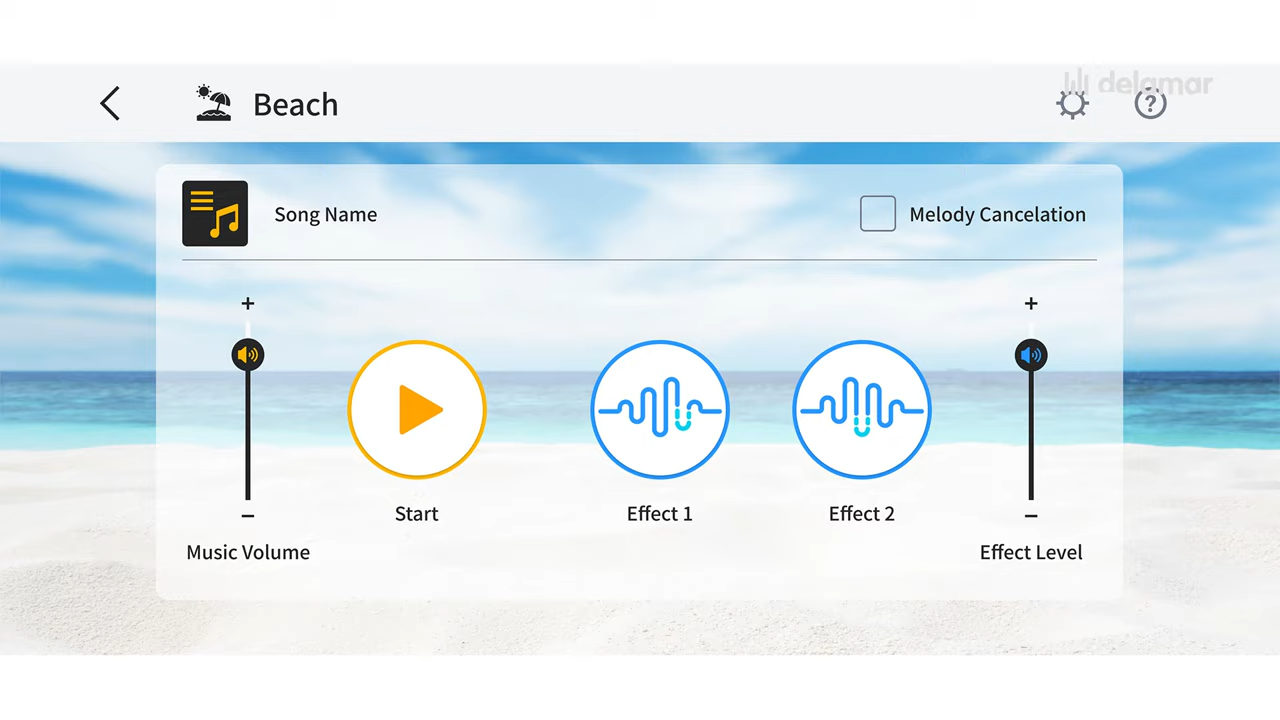 delamar
Beach
?
Song Name
Melody Cancelation
+
+
Start
Effect 1
Effect 2
−
−
Music Volume
Effect Level